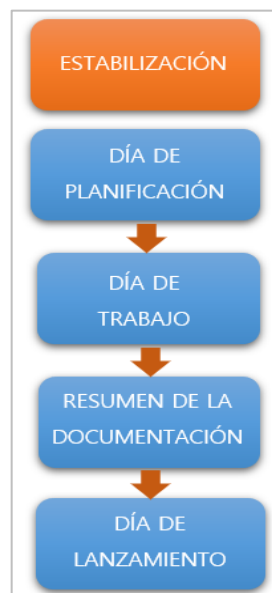 ESTABILIZACIÓN
DÍA DE
PLANIFICACIÓN
DÍA DE
TRABAJO
RESUMEN DE LA
DOCUMENTACIÓN
DÍA DE
LANZAMIENTO